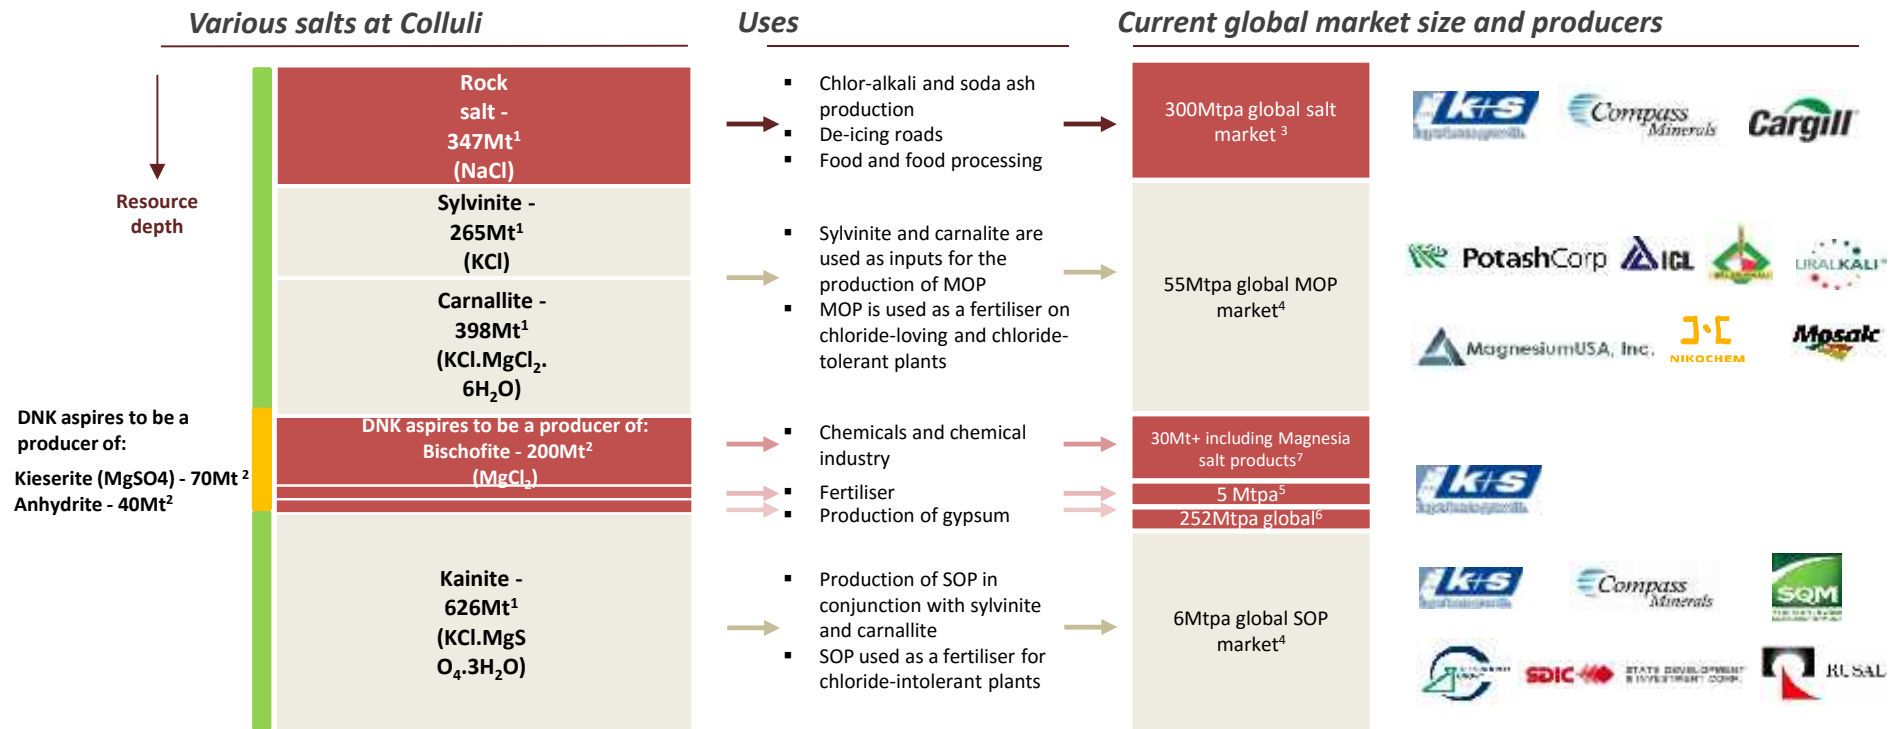 Various salts at Colluli
Uses
Current global market size and producers
Resource
depth
Rock
salt -
347Mt¹
(NaCl)
Chlor-alkali and soda ash
production
De-icing roads
Food and food processing
300Mtpa global salt
market ³
k+s
Compass
Minerals
Cargill
Sylvinite -
265Mt¹
(KCl)
Carnallite -
398Mt¹
(KCl.MgCl₂.
6H₂O)
Sylvinite and carnalite are
used as inputs for the
production of MOP
MOP is used as a fertiliser on
chloride-loving and chloride-
tolerant plants
55Mtpa global MOP
market⁴
PotashCorp
ICL
URALKALI
MagnesiumUSA, Inc.
NIKOCHEM
Mosaic
DNK aspires to be a
producer of:
Kieserite (MgSO4) - 70Mt ²
Anhydrite - 40Mt²
DNK aspires to be a producer of:
Bischofite - 200Mt²
(MgCl₂)
Chemicals and chemical
industry
Fertiliser
Production of gypsum
30Mt+ including Magnesia
salt products⁷
5 Mtpa⁵
252Mtpa global⁶
k+s
Kainite -
626Mt¹
(KCl.MgS
O₄.3H₂O)
Production of SOP in
conjunction with sylvinite
and carnallite
SOP used as a fertiliser for
chloride-intolerant plants
6Mtpa global SOP
market⁴
k+s
Compass
Minerals
SQM
SDIC
STATE DEVELOPMENT
& INVESTMENT CORP.
RUSAL